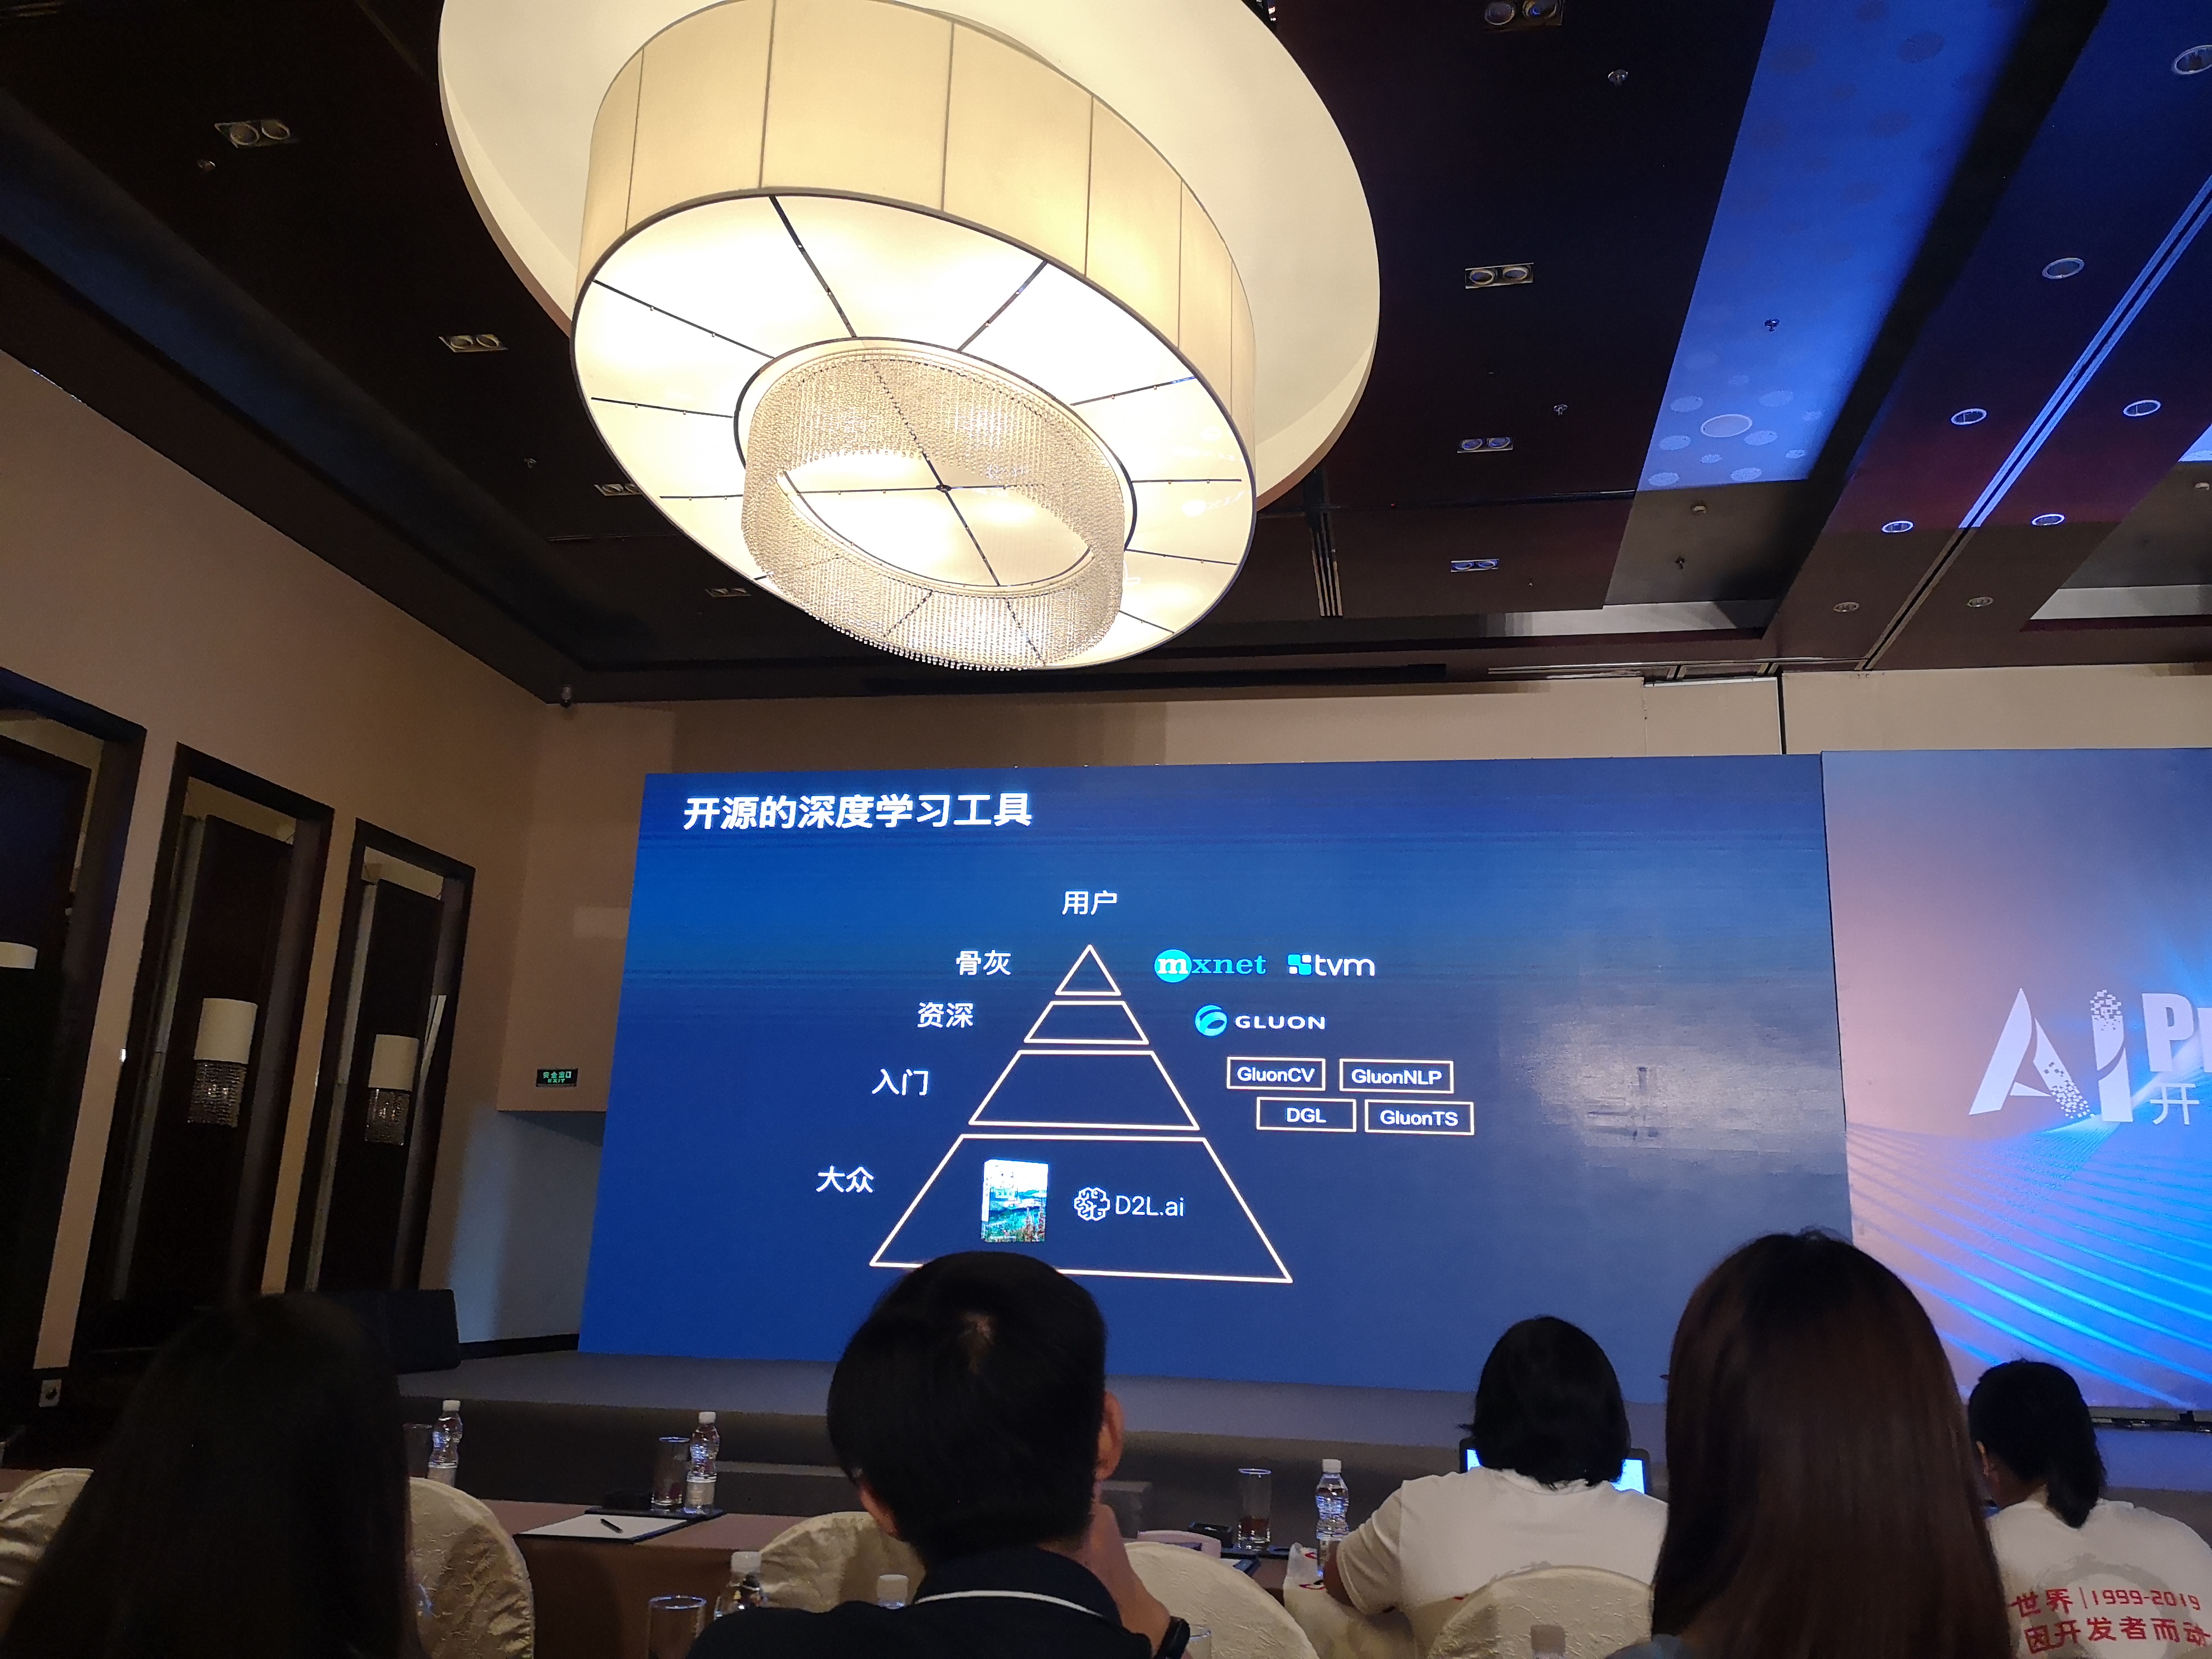 开源的深度学习工具
用户
骨灰
mxnet tvm
资深
GLUON
入门
GluonCV GluonNLP
DGL GluonTS
大众
D2L.ai
AI
开
安全出口
EXIT
世界|1999-2019
因开发者而动